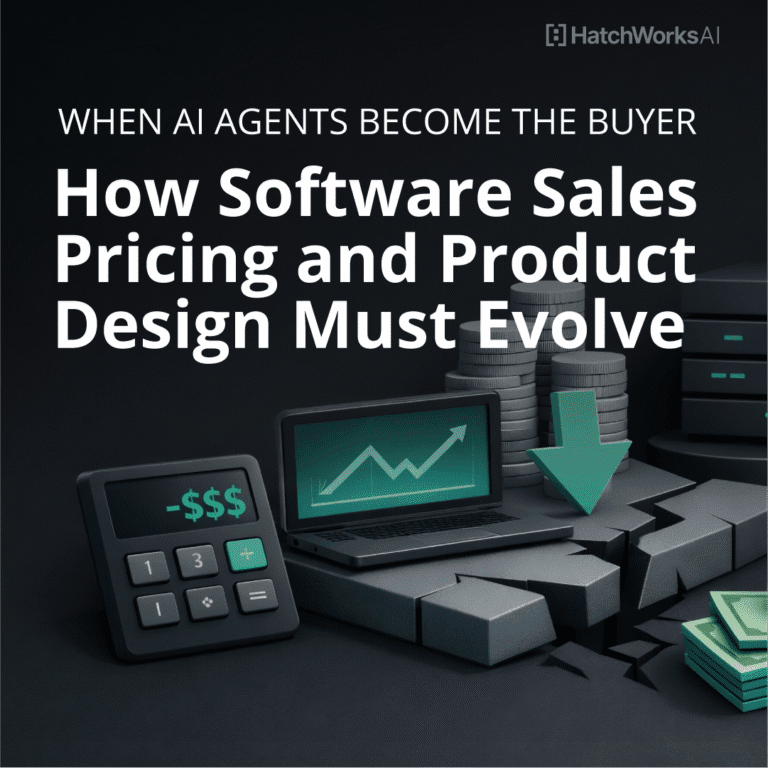 HatchWorksAI
WHEN AI AGENTS BECOME THE BUYER
How Software Sales
Pricing and Product
Design Must Evolve
-$$$
1 3 +
I =